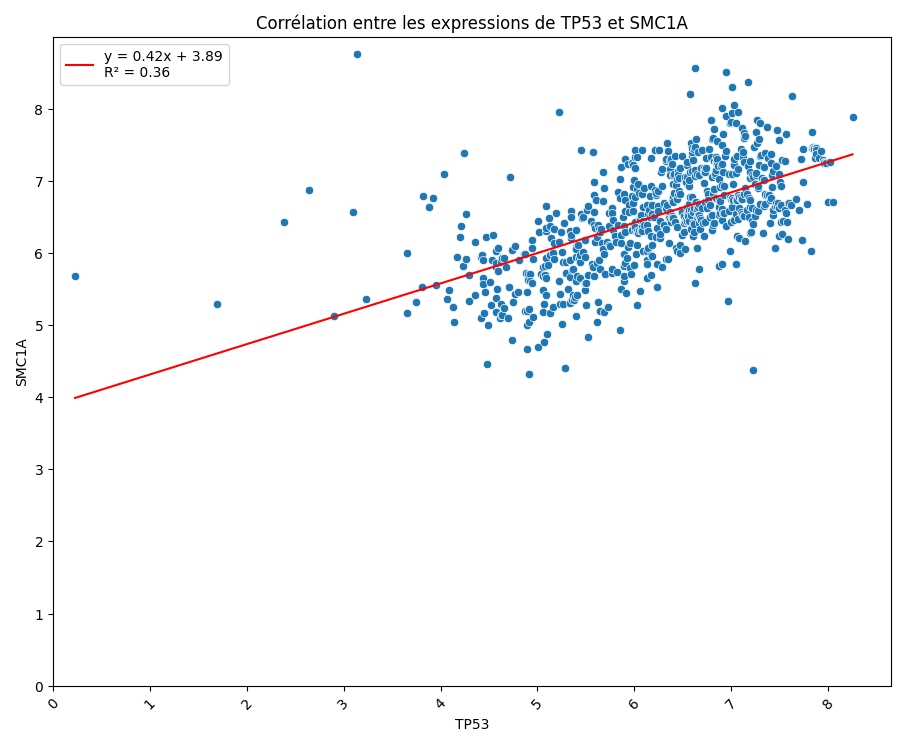 Corrélation entre les expressions de TP53 et SMC1A
y = 0.42x + 3.89
R² = 0.36
8
7
6
5
4
3
2
1
0
SMC1A
0 1 2 3 4 5 6 7 8
TP53